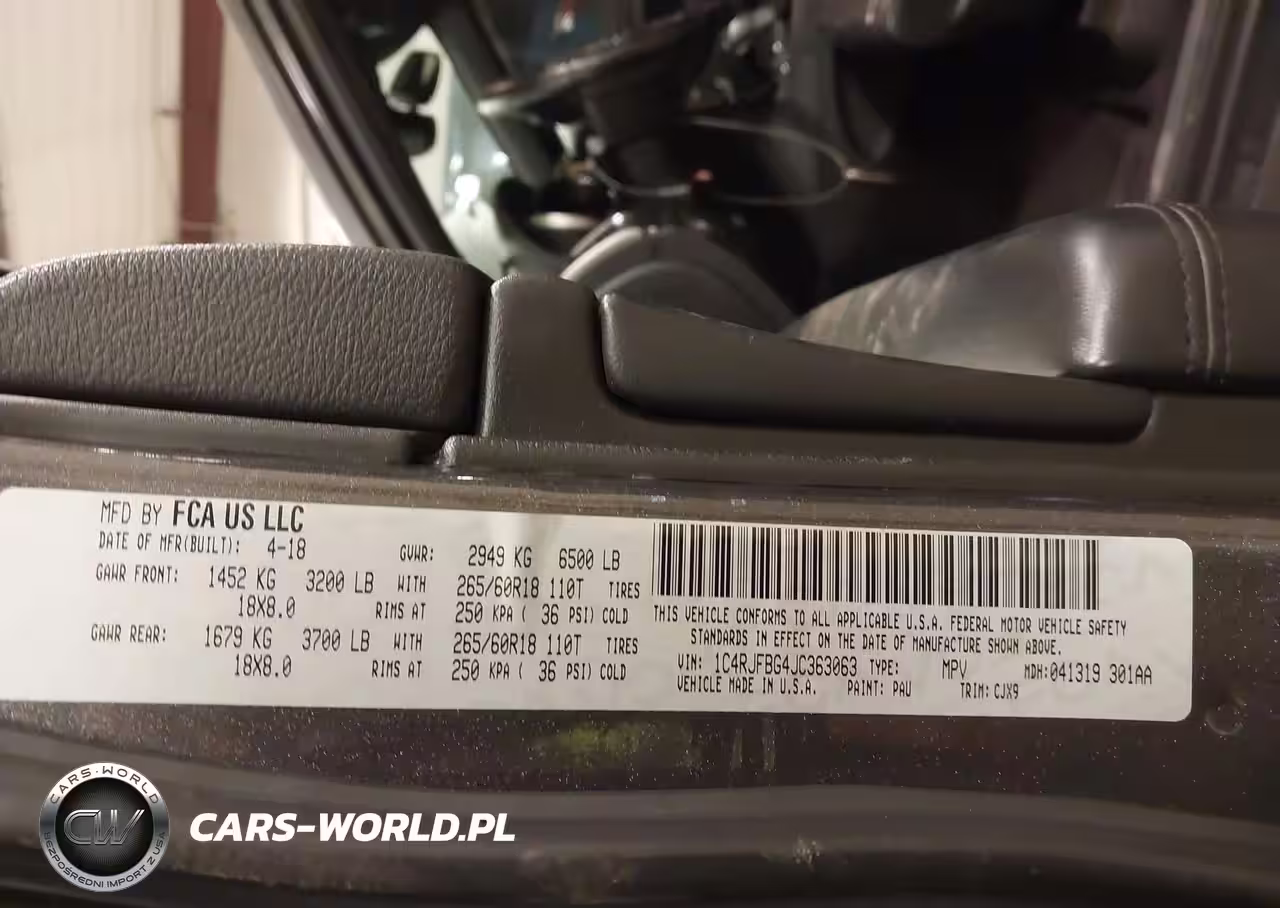 MFD BY FCA US LLC
DATE OF MFR(BUILT): 4-18
GVWR: 2949 KG 6500 LB
GAWR FRONT: 1452 KG 3200 LB WITH 265/60R18 110T TIRES
18X8.0 RIMS AT 250 KPA ( 36 PSI) COLD
GAWR REAR: 1679 KG 3700 LB WITH 265/60R18 110T TIRES
18X8.0 RIMS AT 250 KPA ( 36 PSI) COLD
THIS VEHICLE CONFORMS TO ALL APPLICABLE U.S.A. FEDERAL MOTOR VEHICLE SAFETY
STANDARDS IN EFFECT ON THE DATE OF MANUFACTURE SHOWN ABOVE.
VIN: 1C4RJFBG4JC363063 TYPE: MPV MDH:041319 301AA
VEHICLE MADE IN U.S.A. PAINT: PAU TRIM: CJX9
CARS-WORLD
CW
BEZPOŚREDNI IMPORT Z USA
CARS-WORLD.PL